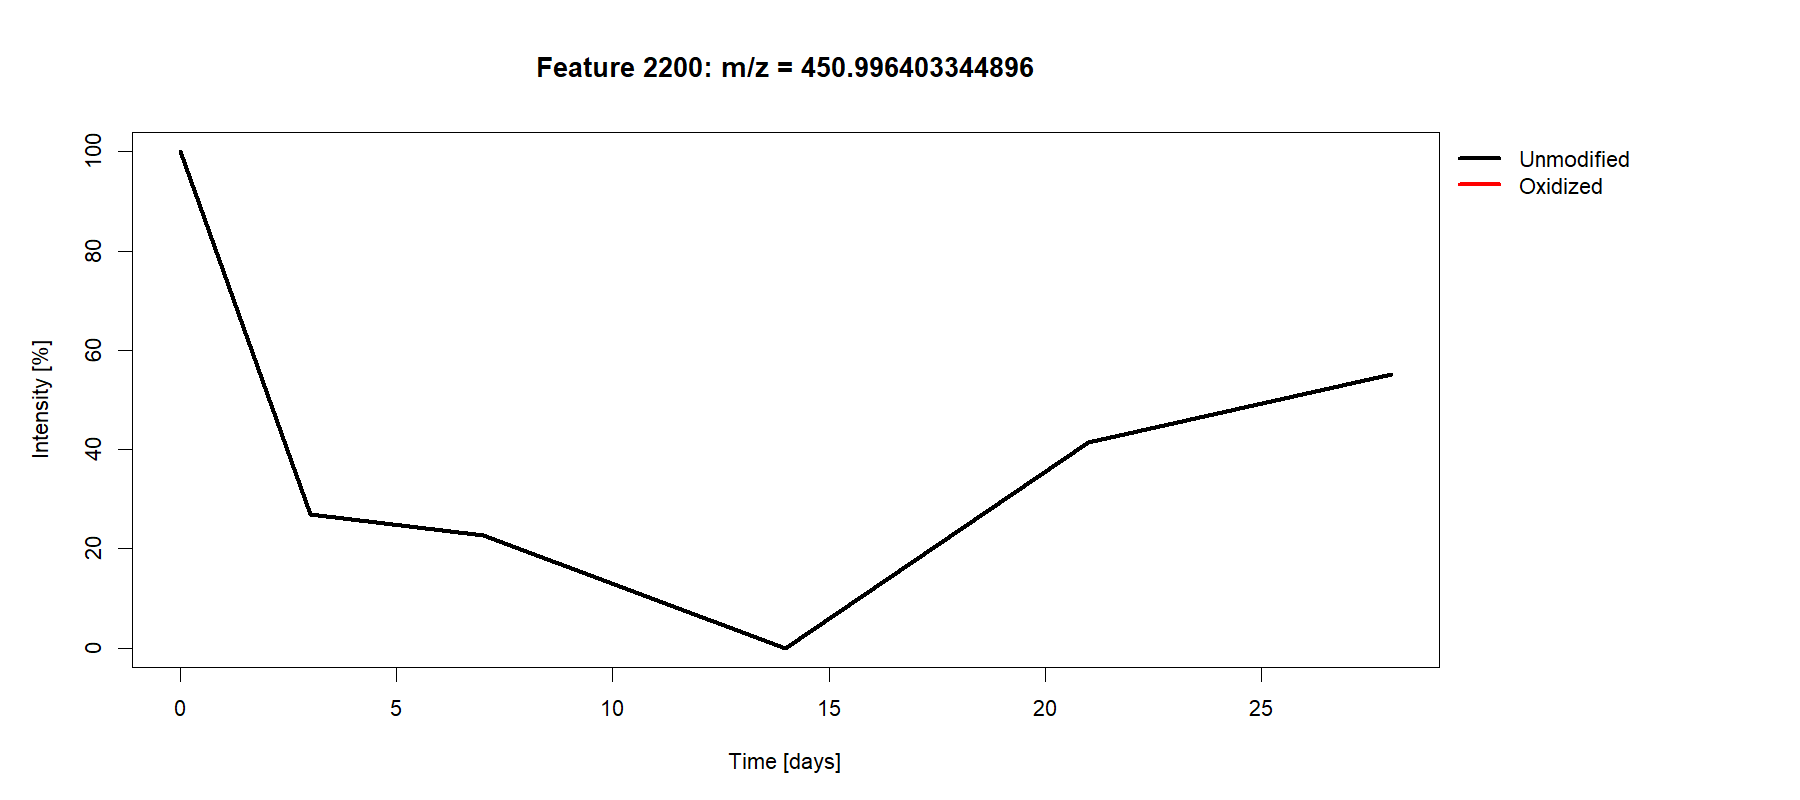 Feature 2200: m/z = 450.996403344896
Unmodified
Oxidized
Intensity [%]
100
80
60
40
20
0
0 5 10 15 20 25
Time [days]